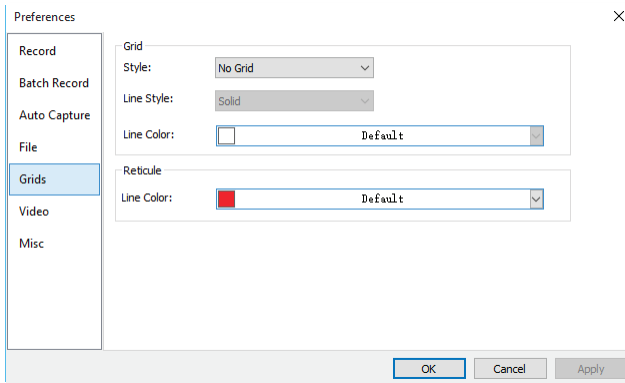 Preferences
Record
Batch Record
Auto Capture
File
Grids
Video
Misc
Grid
Style: No Grid
Line Style: Solid
Line Color: Default
Reticule
Line Color: Default
OK Cancel Apply